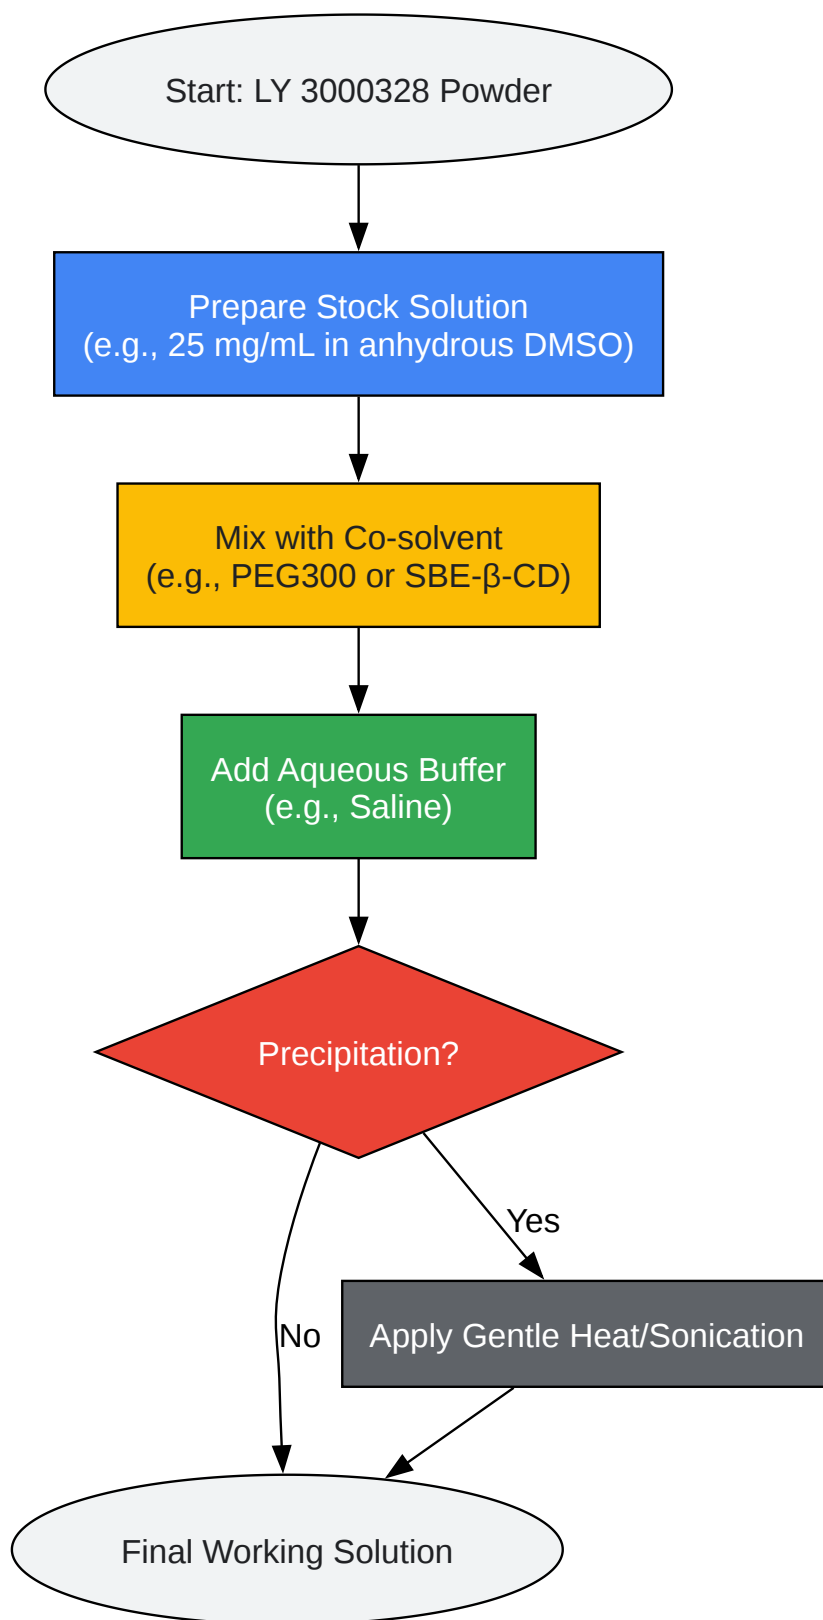 Start: LY 3000328 Powder
Prepare Stock Solution
(e.g., 25 mg/mL in anhydrous DMSO)
Mix with Co-solvent
(e.g., PEG300 or SBE-β-CD)
Add Aqueous Buffer
(e.g., Saline)
Precipitation?
Yes
No
Apply Gentle Heat/Sonication
Final Working Solution